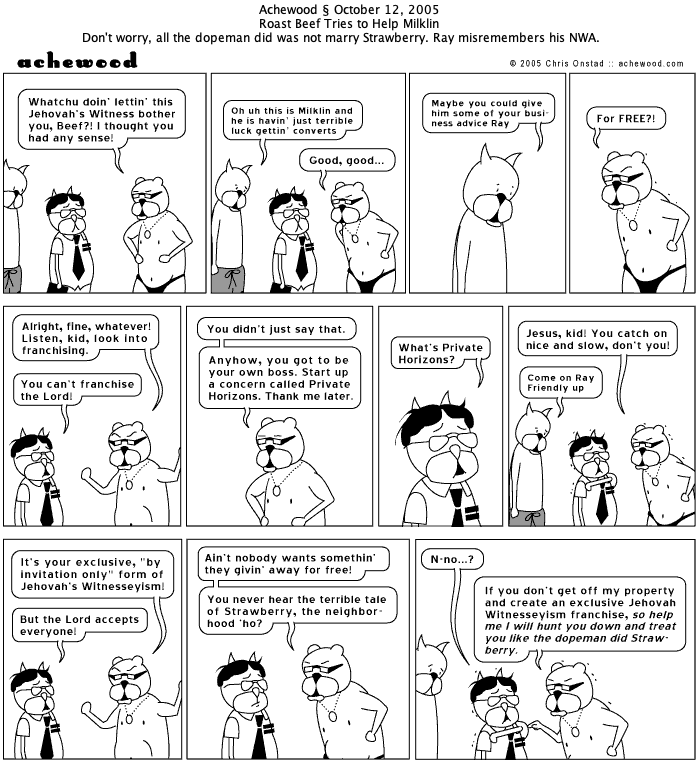 Achewood § October 12, 2005
Roast Beef Tries to Help Milklin
Don't worry, all the dopeman did was not marry Strawberry. Ray misremembers his NWA.
achewood
© 2005 Chris Onstad :: achewood.com
Whatchu doin' lettin' this
Jehovah's Witness bother
you, Beef?! I thought you
had any sense!
Oh uh this is Milklin and
he is havin' just terrible
luck gettin' converts
Good, good...
Maybe you could give
him some of your busi-
ness advice Ray
For FREE?!
Alright, fine, whatever!
Listen, kid, look into
franchising.
You can't franchise
the Lord!
You didn't just say that.
Anyhow, you got to be
your own boss. Start up
a concern called Private
Horizons. Thank me later.
What's Private
Horizons?
Jesus, kid! You catch on
nice and slow, don't you!
Come on Ray
Friendly up
It's your exclusive, "by
invitation only" form of
Jehovah's Witnesseyism!
But the Lord accepts
everyone!
Ain't nobody wants somethin'
they givin' away for free!
You never hear the terrible tale
of Strawberry, the neighbor-
hood 'ho?
N-no...?
If you don't get off my property
and create an exclusive Jehovah
Witnesseyism franchise, so help
me I will hunt you down and treat
you like the dopeman did Straw-
berry.